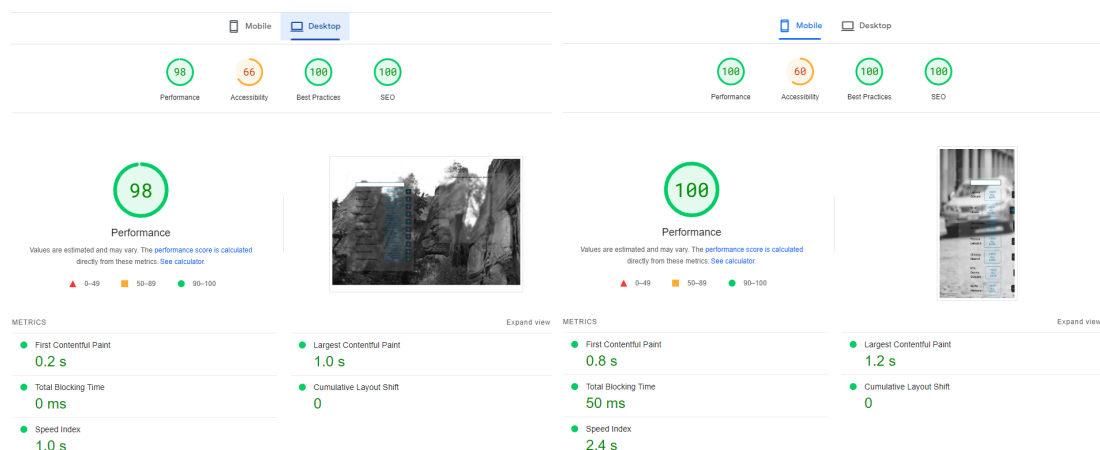 Mobile Desktop
98 66 100 100
Performance Accessibility Best Practices SEO
98
Performance
Values are estimated and may vary. The performance score is calculated
directly from these metrics. See calculator.
0–49 50–89 90–100
METRICS Expand view
First Contentful Paint Largest Contentful Paint
0.2 s 1.0 s
Total Blocking Time Cumulative Layout Shift
0 ms 0
Speed Index
1.0 s
Mobile Desktop
100 60 100 100
Performance Accessibility Best Practices SEO
100
Performance
Values are estimated and may vary. The performance score is calculated
directly from these metrics. See calculator.
0–49 50–89 90–100
METRICS Expand view
First Contentful Paint Largest Contentful Paint
0.8 s 1.2 s
Total Blocking Time Cumulative Layout Shift
50 ms 0
Speed Index
2.4 s